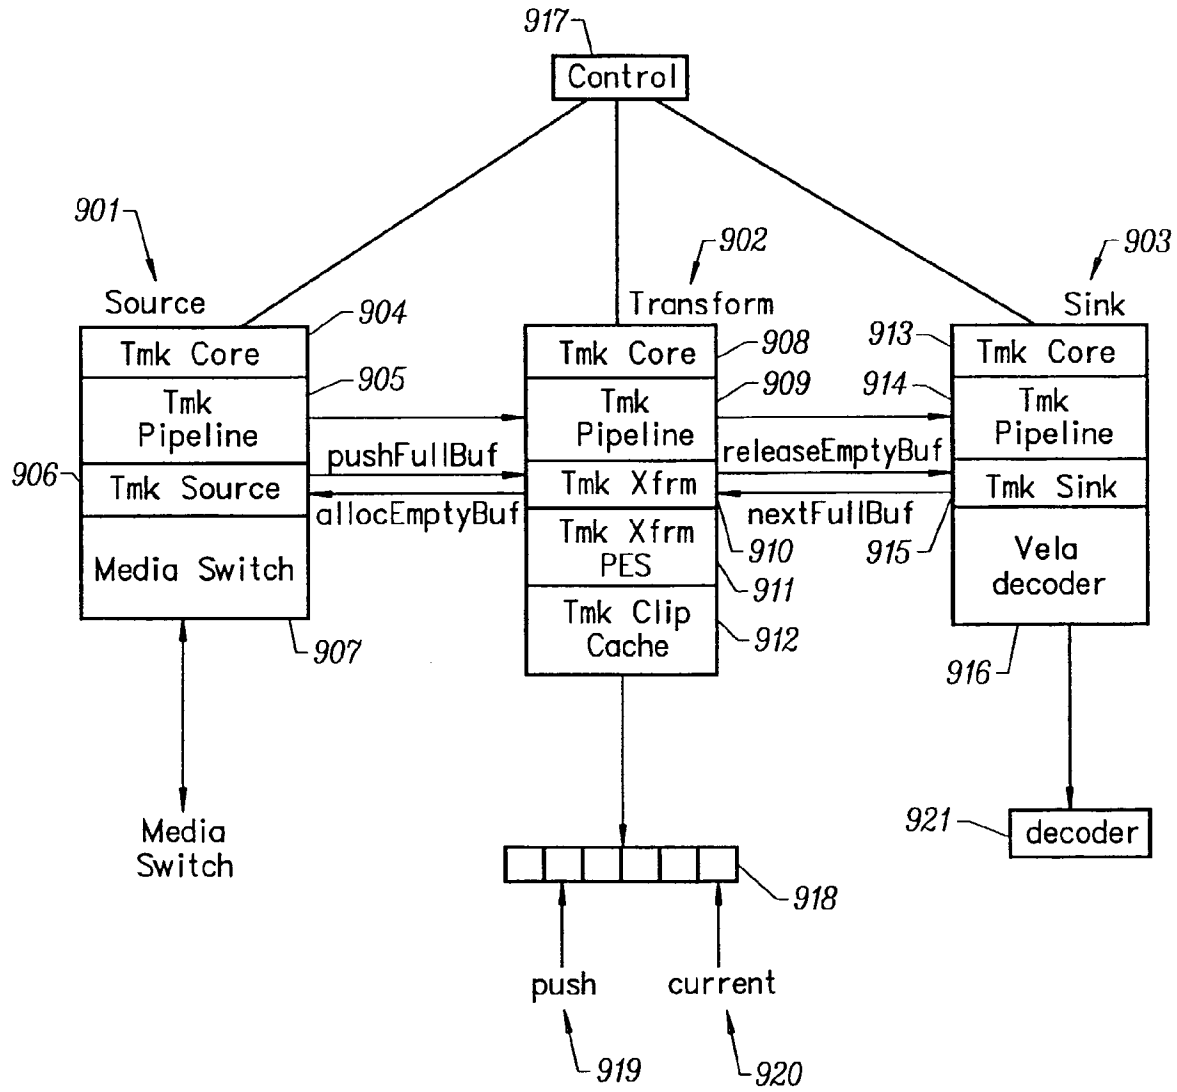 917
Control
901
902
903
Source
Transform
Sink
904
908
913
Tmk Core
Tmk Core
Tmk Core
905
909
914
Tmk
Pipeline
Tmk
Pipeline
Tmk
Pipeline
906
pushFullBuf
releaseEmptyBuf
Tmk Source
Tmk Xfrm
Tmk Sink
allocEmptyBuf
nextFullBuf
910
915
Media Switch
Tmk Xfrm
PES
911
Vela
decoder
Tmk Clip
Cache
912
907
916
Media
Switch
921
decoder
918
push
current
919
920